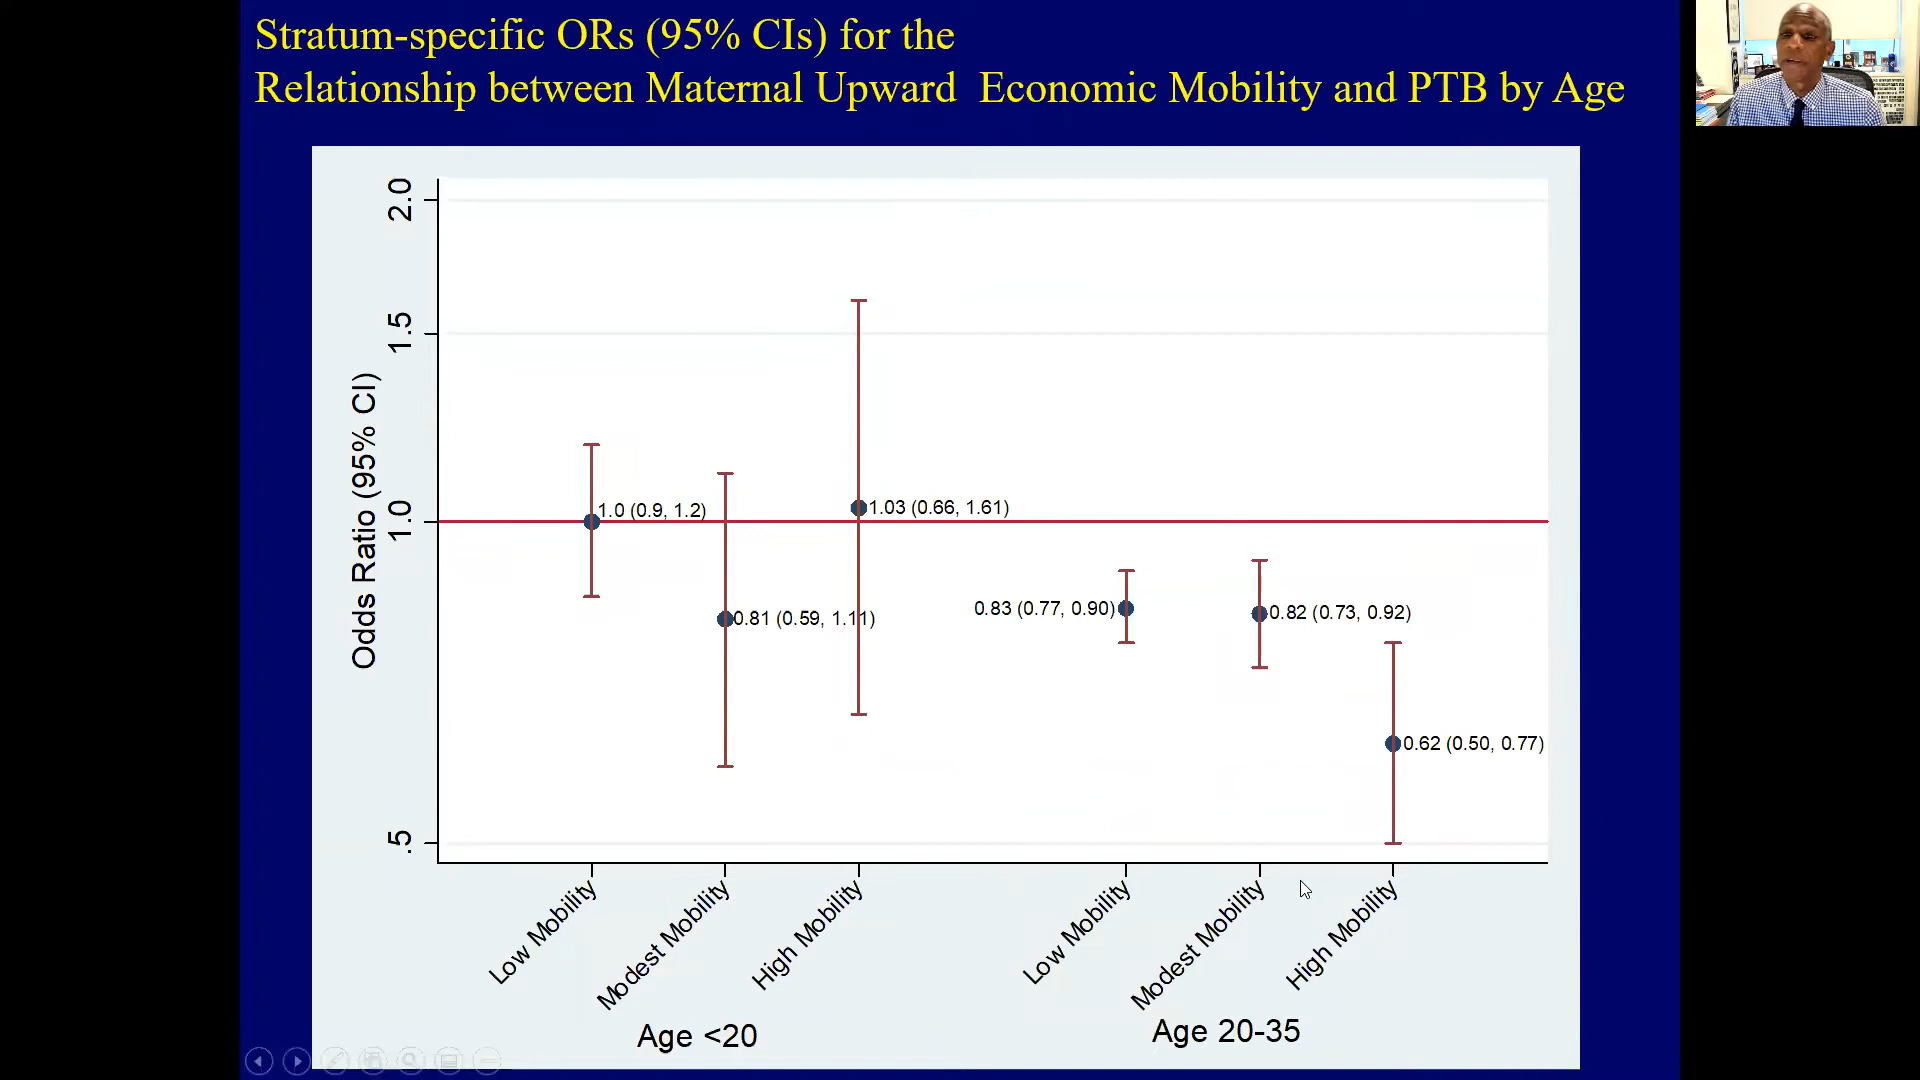 Stratum-specific ORs (95% CIs) for the
Relationship between Maternal Upward Economic Mobility and PTB by Age
Odds Ratio (95% CI)
2.0
1.5
1.0
.5
1.0 (0.9, 1.2)
0.81 (0.59, 1.11)
1.03 (0.66, 1.61)
0.83 (0.77, 0.90)
0.82 (0.73, 0.92)
0.62 (0.50, 0.77)
Low Mobility
Modest Mobility
High Mobility
Low Mobility
Modest Mobility
High Mobility
Age <20
Age 20-35